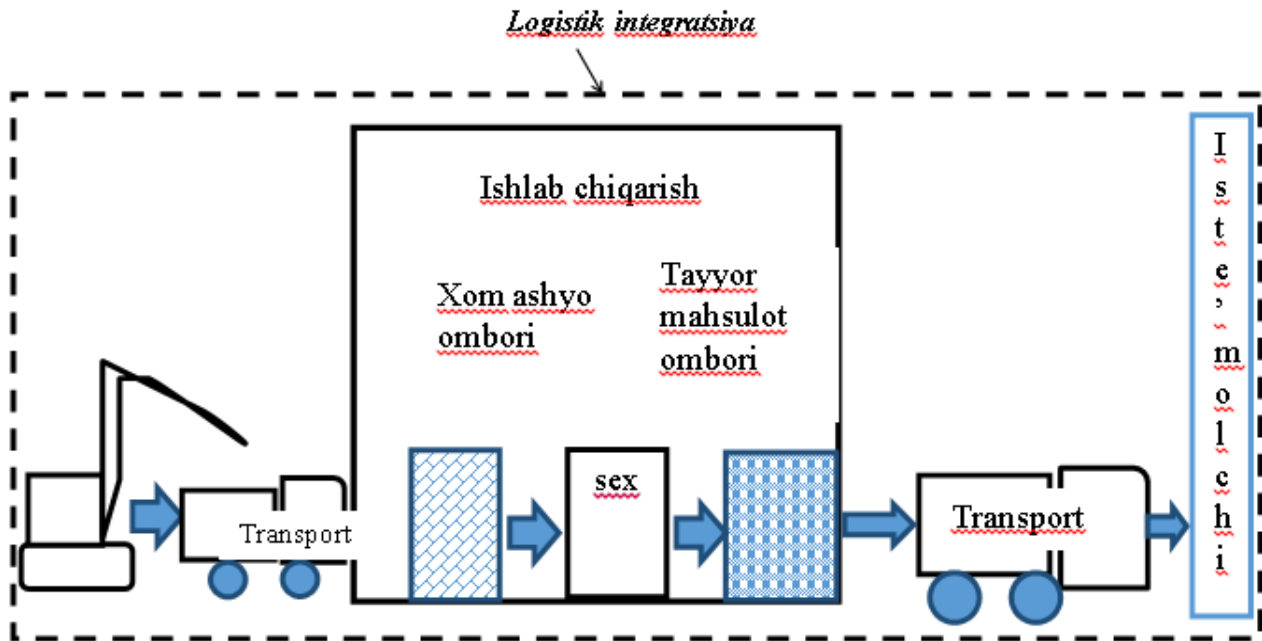 Logistik integratsiya
Ishlab chiqarish
Xom ashyo
ombori
Tayyor
mahsulot
ombori
sex
Transport
Transport
I
s
t
e
’
m
o
l
c
h
i